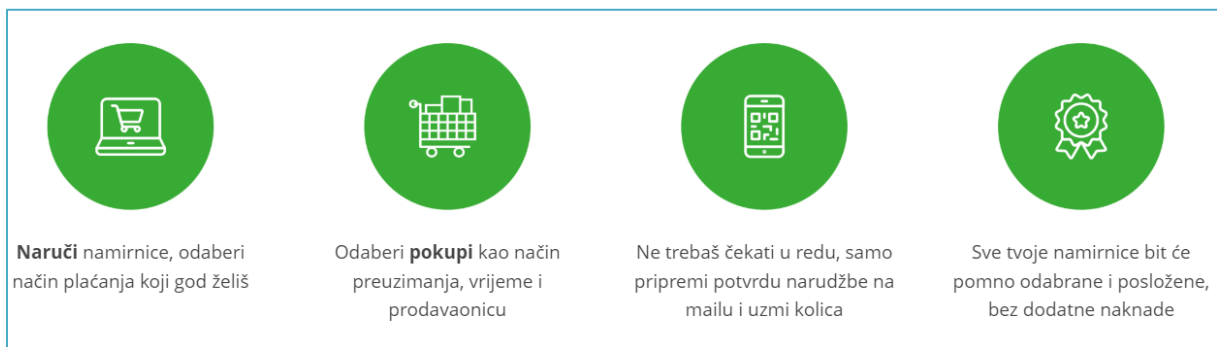 Naruči namirnice, odaberi
način plaćanja koji god želiš
Odaberi pokupi kao način
preuzimanja, vrijeme i
prodavaonicu
Ne trebaš čekati u redu, samo
pripremi potvrdu narudžbe na
mailu i uzmi kolica
Sve tvoje namirnice bit će
pomno odabrane i posložene,
bez dodatne naknade